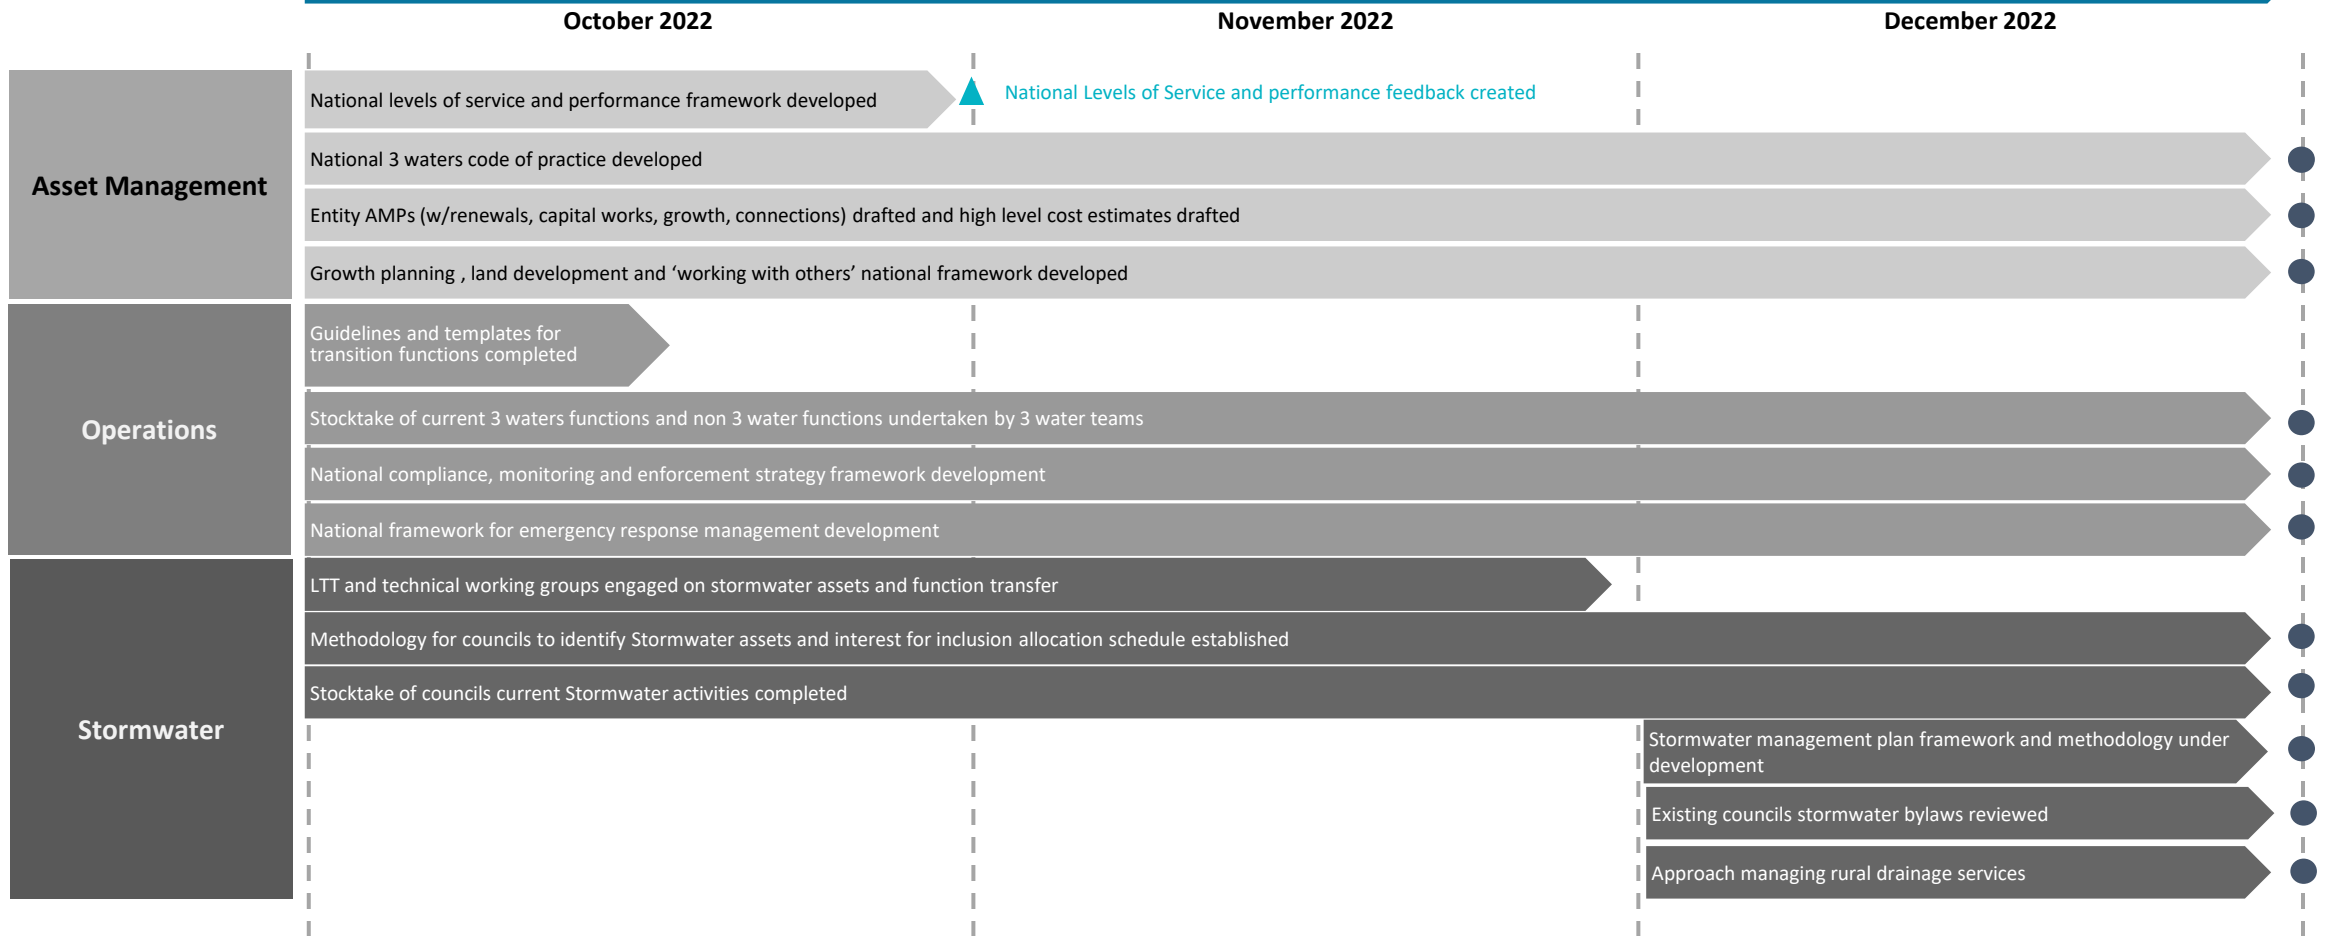 October 2022
November 2022
December 2022
Asset Management
National levels of service and performance framework developed
National Levels of Service and performance feedback created
National 3 waters code of practice developed
Entity AMPs (w/renewals, capital works, growth, connections) drafted and high level cost estimates drafted
Growth planning , land development and ‘working with others’ national framework developed
Operations
Guidelines and templates for
transition functions completed
Stocktake of current 3 waters functions and non 3 water functions undertaken by 3 water teams
National compliance, monitoring and enforcement strategy framework development
National framework for emergency response management development
Stormwater
LTT and technical working groups engaged on stormwater assets and function transfer
Methodology for councils to identify Stormwater assets and interest for inclusion allocation schedule established
Stocktake of councils current Stormwater activities completed
Stormwater management plan framework and methodology under
development
Existing councils stormwater bylaws reviewed
Approach managing rural drainage services